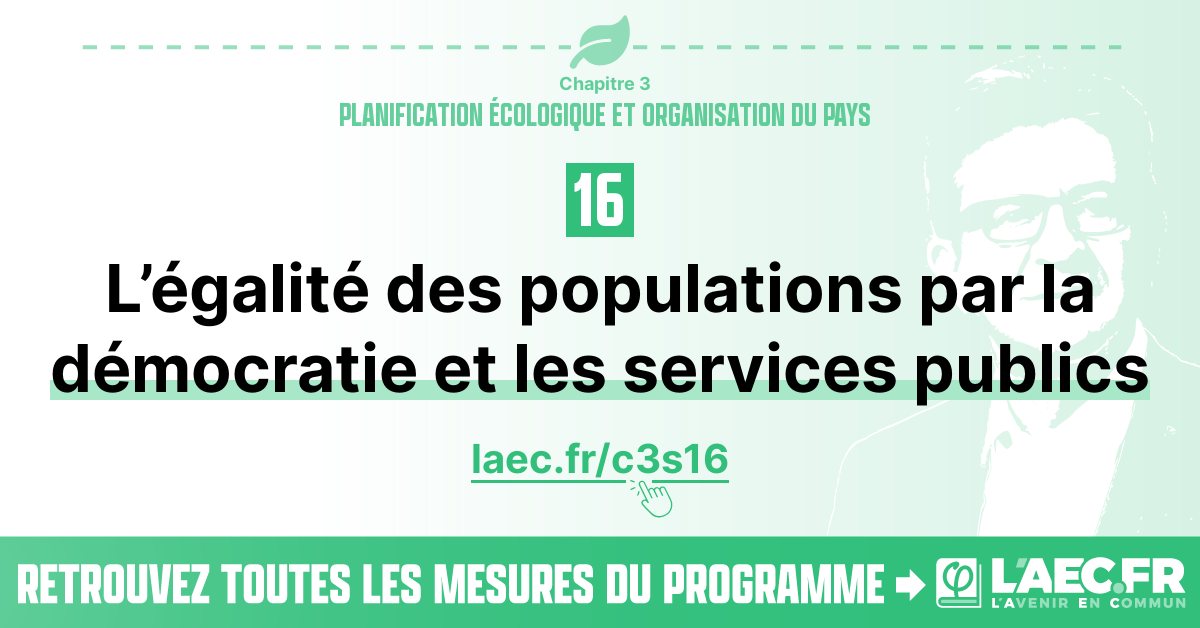 Chapitre 3
PLANIFICATION ÉCOLOGIQUE ET ORGANISATION DU PAYS
16
L’égalité des populations par la
démocratie et les services publics
laec.fr/c3s16
RETROUVEZ TOUTES LES MESURES DU PROGRAMME
φ
L'AEC.FR
L'AVENIR EN COMMUN